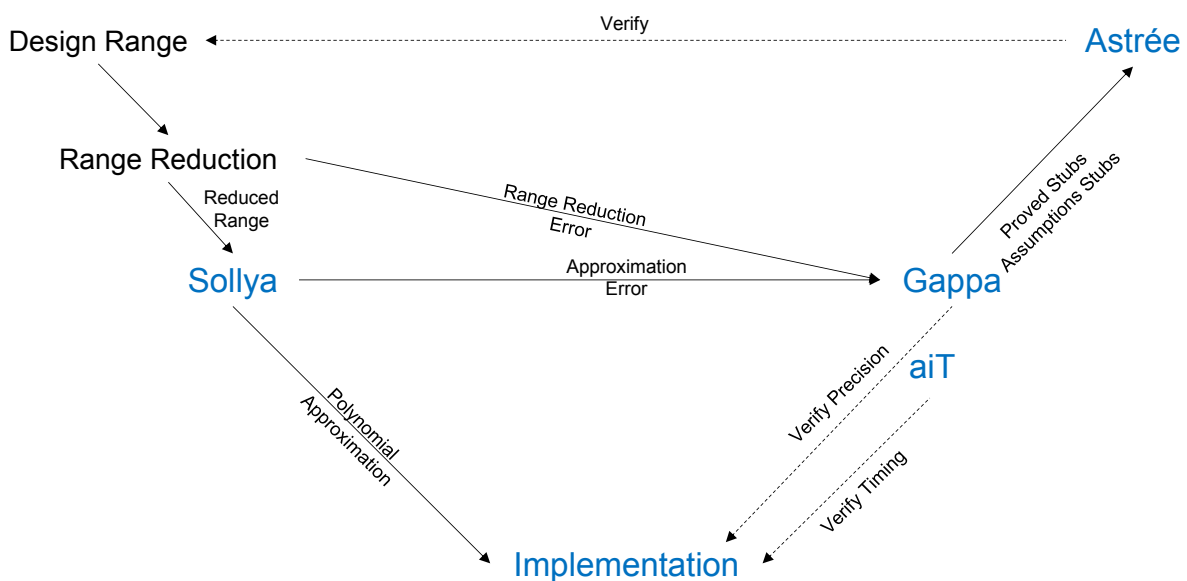 Verify
Design Range
Astrée
Range Reduction
Reduced
Range
Range Reduction
Error
Proved Stubs
Assumptions Stubs
Sollya
Approximation
Error
Gappa
aiT
Polynomial
Approximation
Verify Precision
Verify Timing
Implementation